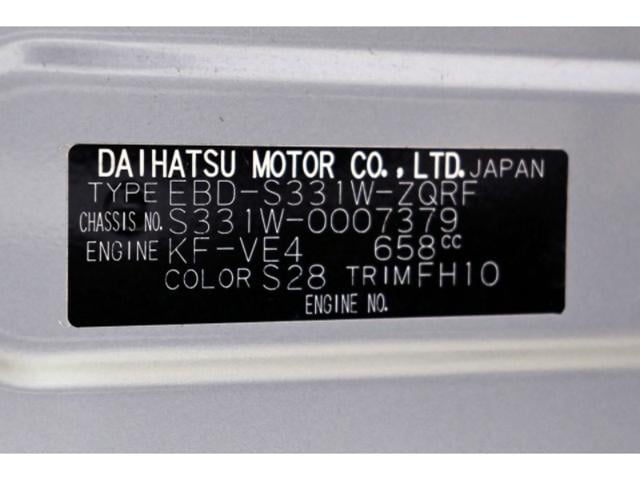 DAIHATSU MOTOR CO.,LTD. JAPAN
TYPE EBD-S331W-ZQRF
CHASSIS NO. S331W-0007379
ENGINE KF-VE4 658cc
COLOR S28 TRIM FH10
ENGINE NO.